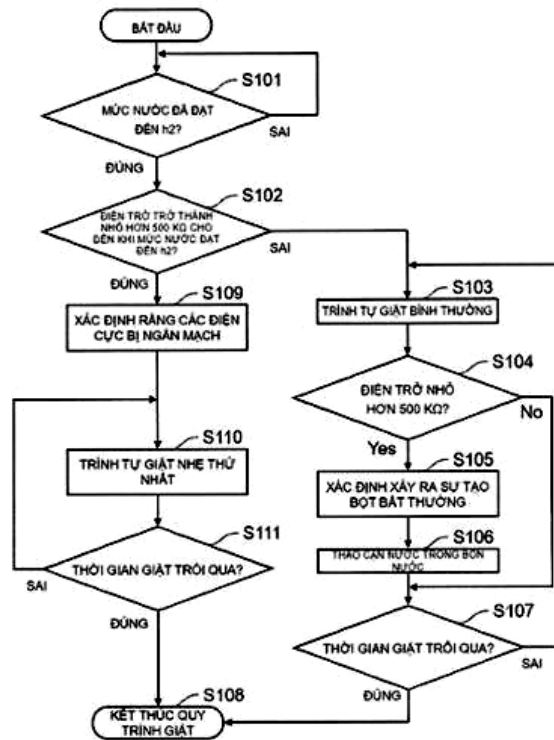 BẮT ĐẦU
S101
MỨC NƯỚC ĐÃ ĐẠT
ĐẾN h2?
SAI
ĐÚNG
S102
ĐIỆN TRỞ TRỞ THÀNH
NHỎ HƠN 500 KΩ CHO
ĐẾN KHI MỨC NƯỚC ĐẠT
ĐẾN h2?
SAI
ĐÚNG
S109
XÁC ĐỊNH RẰNG CÁC ĐIỆN
CỰC BỊ NGẮN MẠCH
S103
TRÌNH TỰ GIẶT BÌNH THƯỜNG
S104
ĐIỆN TRỞ NHỎ
HƠN 500 KΩ?
No
Yes
S110
TRÌNH TỰ GIẶT NHẸ THỨ
NHẤT
S105
XÁC ĐỊNH XẢY RA SỰ TẠO
BỌT BẤT THƯỜNG
S106
THÁO CẠN NƯỚC TRONG BỒN
NƯỚC
S111
THỜI GIAN GIẶT TRÔI QUA?
SAI
ĐÚNG
S107
THỜI GIAN GIẶT TRÔI QUA?
SAI
ĐÚNG
S108
KẾT THÚC QUY
TRÌNH GIẶT